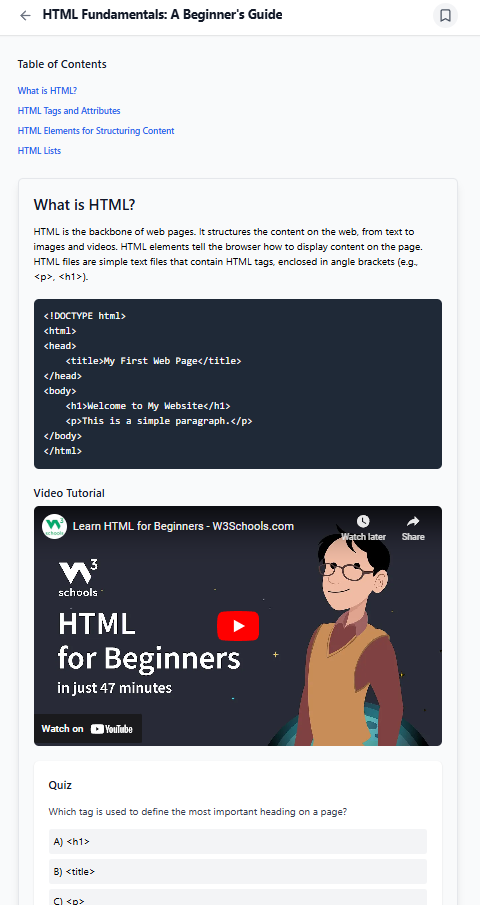 HTML Fundamentals: A Beginner's Guide
Table of Contents
What is HTML?
HTML Tags and Attributes
HTML Elements for Structuring Content
HTML Lists
What is HTML?
HTML is the backbone of web pages. It structures the content on the web, from text to
images and videos. HTML elements tell the browser how to display content on the page.
HTML files are simple text files that contain HTML tags, enclosed in angle brackets (e.g.,
<p>, <h1>).
<!DOCTYPE html>
<html>
<head>
    <title>My First Web Page</title>
</head>
<body>
    <h1>Welcome to My Website</h1>
    <p>This is a simple paragraph.</p>
</body>
</html>
Video Tutorial
W3 schools
Learn HTML for Beginners - W3Schools.com
Watch later
Share
W3
schools
HTML
for Beginners
in just 47 minutes
Watch on YouTube
Quiz
Which tag is used to define the most important heading on a page?
A) <h1>
B) <title>
C) <p>